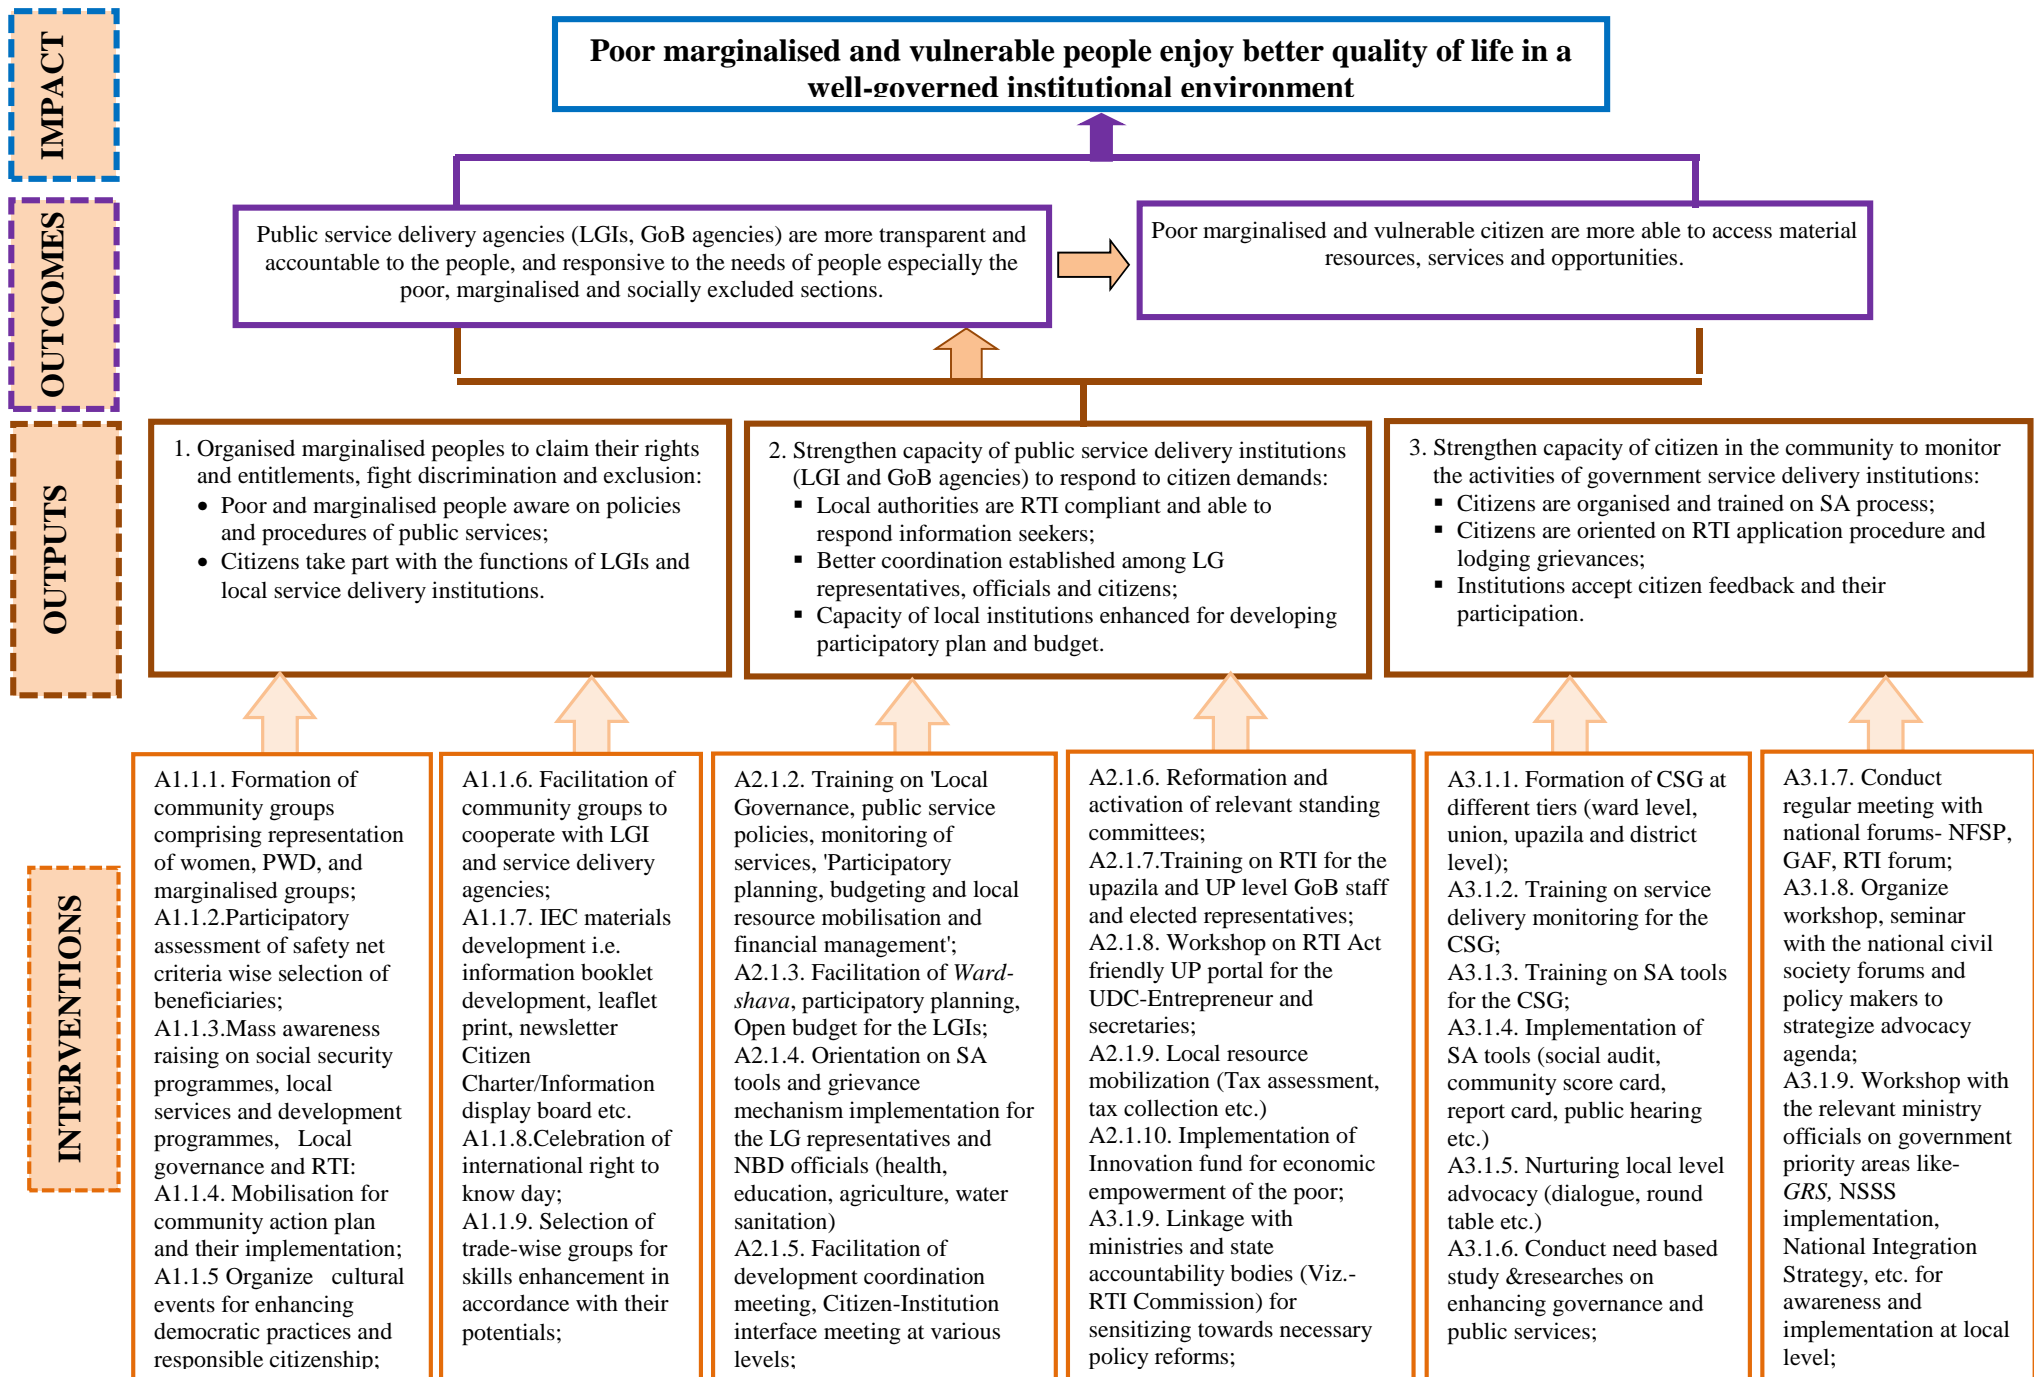 IMPACT
Poor marginalised and vulnerable people enjoy better quality of life in a
well-governed institutional environment
OUTCOMES
Public service delivery agencies (LGIs, GoB agencies) are more transparent and
accountable to the people, and responsive to the needs of people especially the
poor, marginalised and socially excluded sections.
Poor marginalised and vulnerable citizen are more able to access material
resources, services and opportunities.
OUTPUTS
1. Organised marginalised peoples to claim their rights
and entitlements, fight discrimination and exclusion:
• Poor and marginalised people aware on policies
and procedures of public services;
• Citizens take part with the functions of LGIs and
local service delivery institutions.
2. Strengthen capacity of public service delivery institutions
(LGI and GoB agencies) to respond to citizen demands:
▪ Local authorities are RTI compliant and able to
respond information seekers;
▪ Better coordination established among LG
representatives, officials and citizens;
▪ Capacity of local institutions enhanced for developing
participatory plan and budget.
3. Strengthen capacity of citizen in the community to monitor
the activities of government service delivery institutions:
▪ Citizens are organised and trained on SA process;
▪ Citizens are oriented on RTI application procedure and
lodging grievances;
▪ Institutions accept citizen feedback and their
participation.
INTERVENTIONS
A1.1.1. Formation of
community groups
comprising representation
of women, PWD, and
marginalised groups;
A1.1.2.Participatory
assessment of safety net
criteria wise selection of
beneficiaries;
A1.1.3.Mass awareness
raising on social security
programmes, local
services and development
programmes, Local
governance and RTI:
A1.1.4. Mobilisation for
community action plan
and their implementation;
A1.1.5 Organize cultural
events for enhancing
democratic practices and
responsible citizenship;
A1.1.6. Facilitation of
community groups to
cooperate with LGI
and service delivery
agencies;
A1.1.7. IEC materials
development i.e.
information booklet
development, leaflet
print, newsletter
Citizen
Charter/Information
display board etc.
A1.1.8.Celebration of
international right to
know day;
A1.1.9. Selection of
trade-wise groups for
skills enhancement in
accordance with their
potentials;
A2.1.2. Training on 'Local
Governance, public service
policies, monitoring of
services, 'Participatory
planning, budgeting and local
resource mobilisation and
financial management';
A2.1.3. Facilitation of Ward-
shava, participatory planning,
Open budget for the LGIs;
A2.1.4. Orientation on SA
tools and grievance
mechanism implementation for
the LG representatives and
NBD officials (health,
education, agriculture, water
sanitation)
A2.1.5. Facilitation of
development coordination
meeting, Citizen-Institution
interface meeting at various
levels;
A2.1.6. Reformation and
activation of relevant standing
committees;
A2.1.7.Training on RTI for the
upazila and UP level GoB staff
and elected representatives;
A2.1.8. Workshop on RTI Act
friendly UP portal for the
UDC-Entrepreneur and
secretaries;
A2.1.9. Local resource
mobilization (Tax assessment,
tax collection etc.)
A2.1.10. Implementation of
Innovation fund for economic
empowerment of the poor;
A3.1.9. Linkage with
ministries and state
accountability bodies (Viz.-
RTI Commission) for
sensitizing towards necessary
policy reforms;
A3.1.1. Formation of CSG at
different tiers (ward level,
union, upazila and district
level);
A3.1.2. Training on service
delivery monitoring for the
CSG;
A3.1.3. Training on SA tools
for the CSG;
A3.1.4. Implementation of
SA tools (social audit,
community score card,
report card, public hearing
etc.)
A3.1.5. Nurturing local level
advocacy (dialogue, round
table etc.)
A3.1.6. Conduct need based
study &researches on
enhancing governance and
public services;
A3.1.7. Conduct
regular meeting with
national forums- NFSP,
GAF, RTI forum;
A3.1.8. Organize
workshop, seminar
with the national civil
society forums and
policy makers to
strategize advocacy
agenda;
A3.1.9. Workshop with
the relevant ministry
officials on government
priority areas like-
GRS, NSSS
implementation,
National Integration
Strategy, etc. for
awareness and
implementation at local
level;